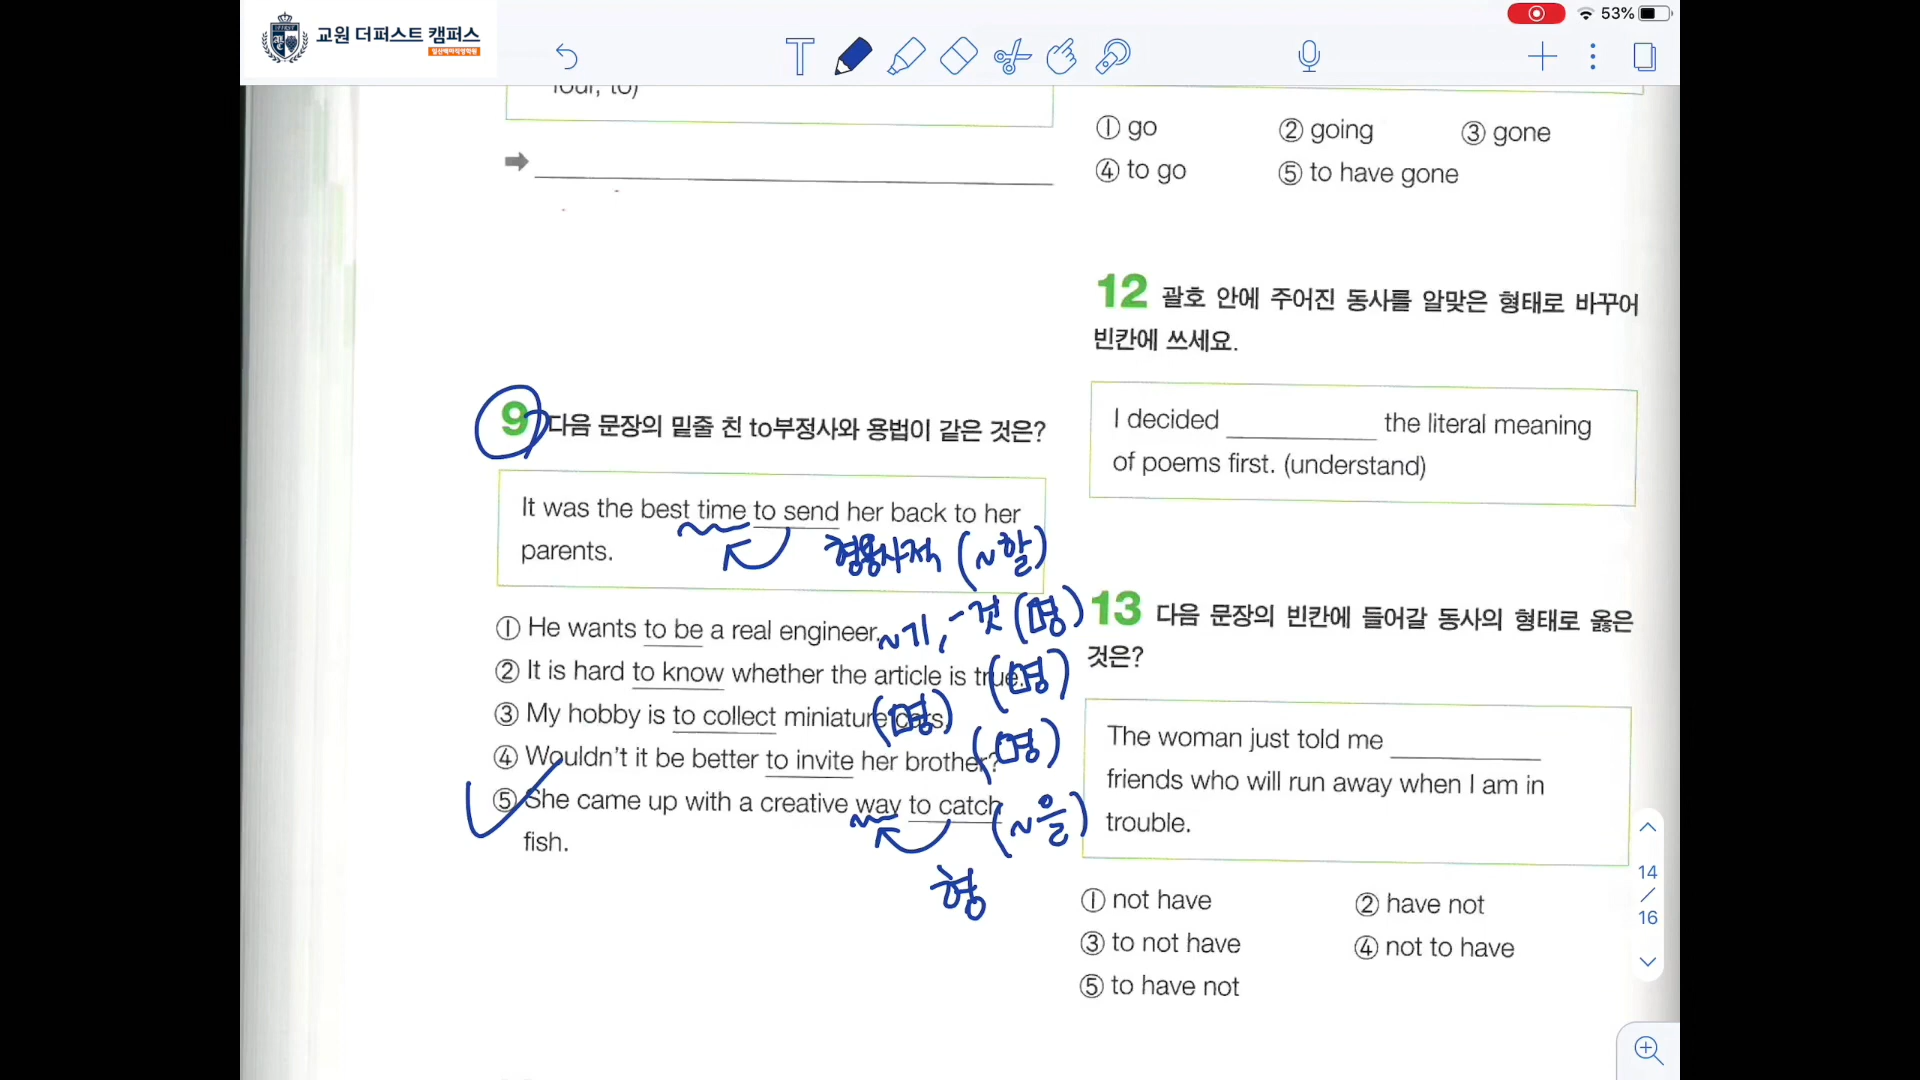 교원 더퍼스트 캠퍼스
53%
four, to)
➡
① go ② going ③ gone
④ to go ⑤ to have gone
9 다음 문장의 밑줄 친 to부정사와 용법이 같은 것은?
It was the best time to send her back to her
parents.
형용사적 (~할)
① He wants to be a real engineer. ~기, ~것 (명)
② It is hard to know whether the article is true. (명)
③ My hobby is to collect miniature cars. (명)
④ Wouldn't it be better to invite her brother? (명)
⑤ She came up with a creative way to catch (~을)
fish.
형
12 괄호 안에 주어진 동사를 알맞은 형태로 바꾸어
빈칸에 쓰세요.
I decided ____________ the literal meaning
of poems first. (understand)
13 다음 문장의 빈칸에 들어갈 동사의 형태로 옳은
것은?
The woman just told me ____________
friends who will run away when I am in
trouble.
① not have ② have not
③ to not have ④ not to have
⑤ to have not
14
/
16